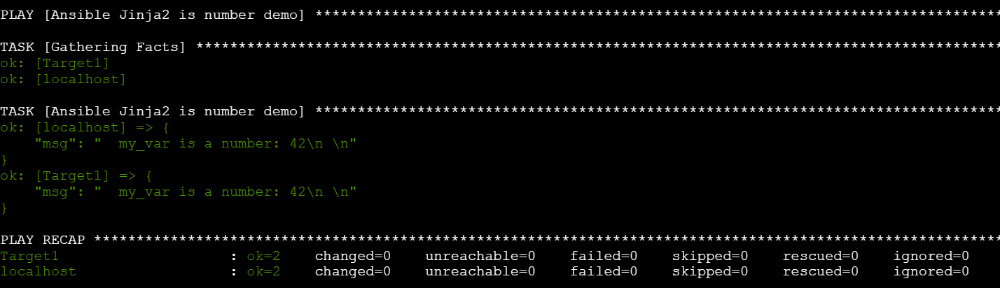 PLAY [Ansible Jinja2 is number demo] ********************************************************************************
TASK [Gathering Facts] **********************************************************************************************
ok: [Target1]
ok: [localhost]
TASK [Ansible Jinja2 is number demo] ********************************************************************************
ok: [localhost] => {
    "msg": "  my_var is a number: 42\n \n"
}
ok: [Target1] => {
    "msg": "  my_var is a number: 42\n \n"
}
PLAY RECAP **********************************************************************************************************
Target1                    : ok=2    changed=0    unreachable=0    failed=0    skipped=0    rescued=0    ignored=0
localhost                  : ok=2    changed=0    unreachable=0    failed=0    skipped=0    rescued=0    ignored=0